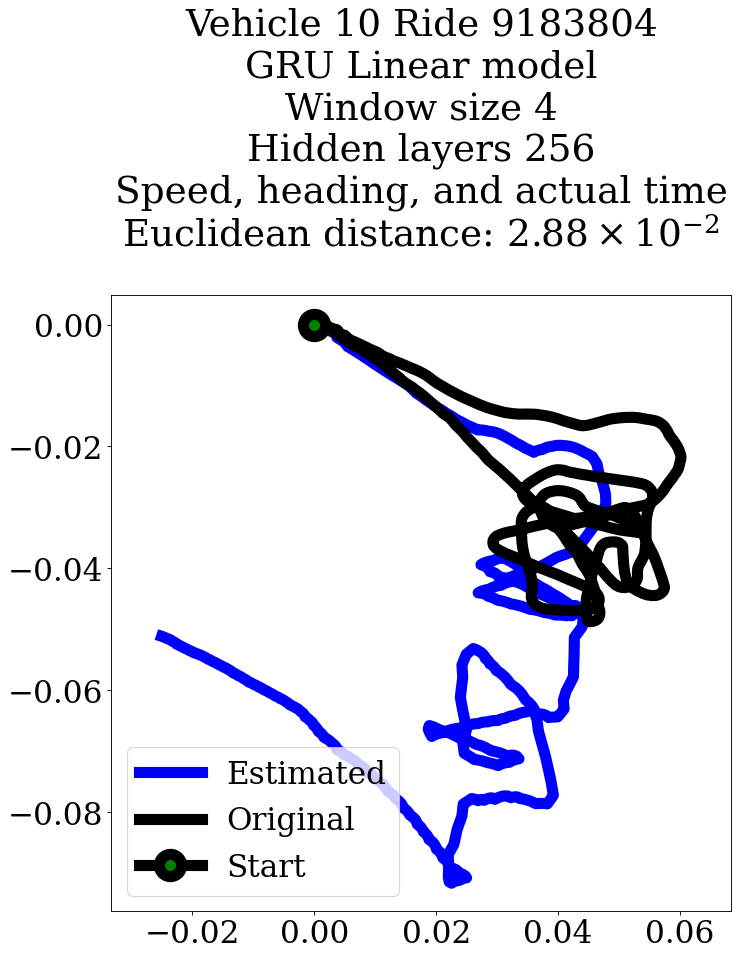 Vehicle 10 Ride 9183804
GRU Linear model
Window size 4
Hidden layers 256
Speed, heading, and actual time
Euclidean distance: 2.88 × 10⁻²
0.00
−0.02
−0.04
−0.06
−0.08
Estimated
Original
Start
−0.02 0.00 0.02 0.04 0.06